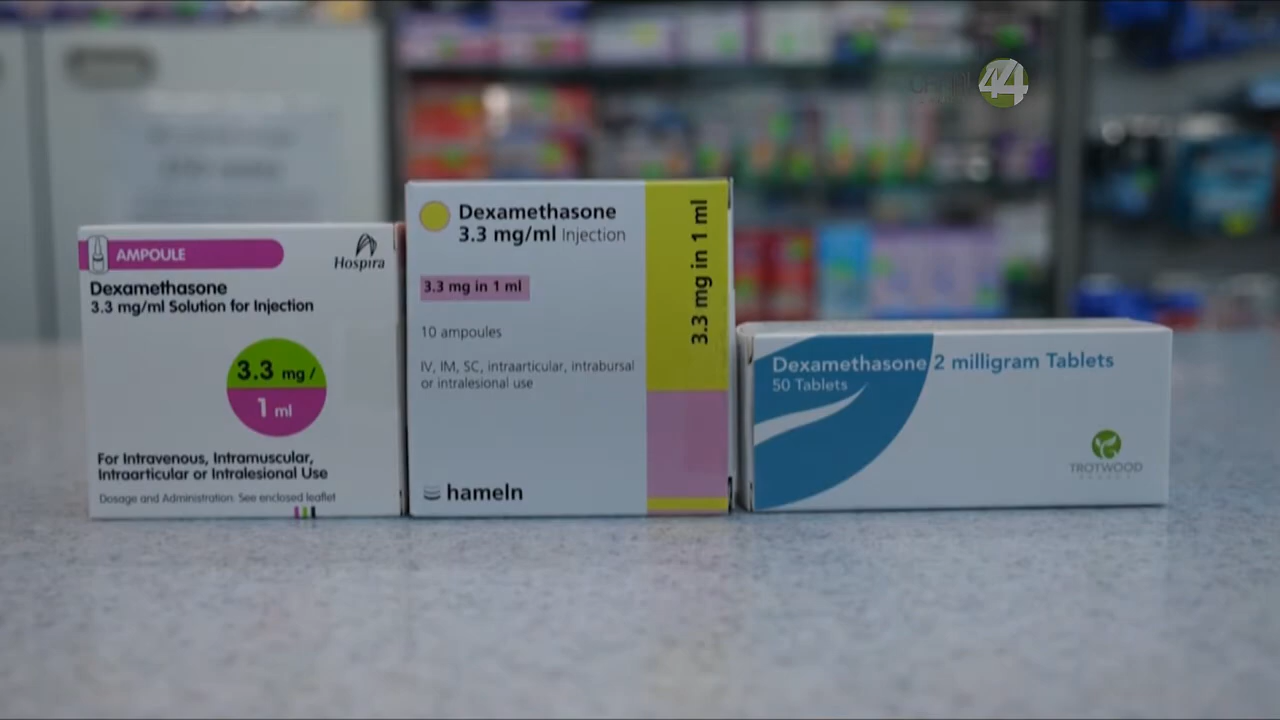 44
AMPOULE
Hospira
Dexamethasone
3.3 mg/ml Solution for Injection
3.3 mg/
1 ml
For Intravenous, Intramuscular,
Intraarticular or Intralesional Use
Dosage and Administration: See enclosed leaflet
Dexamethasone
3.3 mg/ml Injection
3.3 mg in 1 ml
10 ampoules
IV, IM, SC, intraarticular, intrabursal
or intralesional use
hameln
3.3 mg in 1 ml
Dexamethasone 2 milligram Tablets
50 Tablets
TROTWOOD